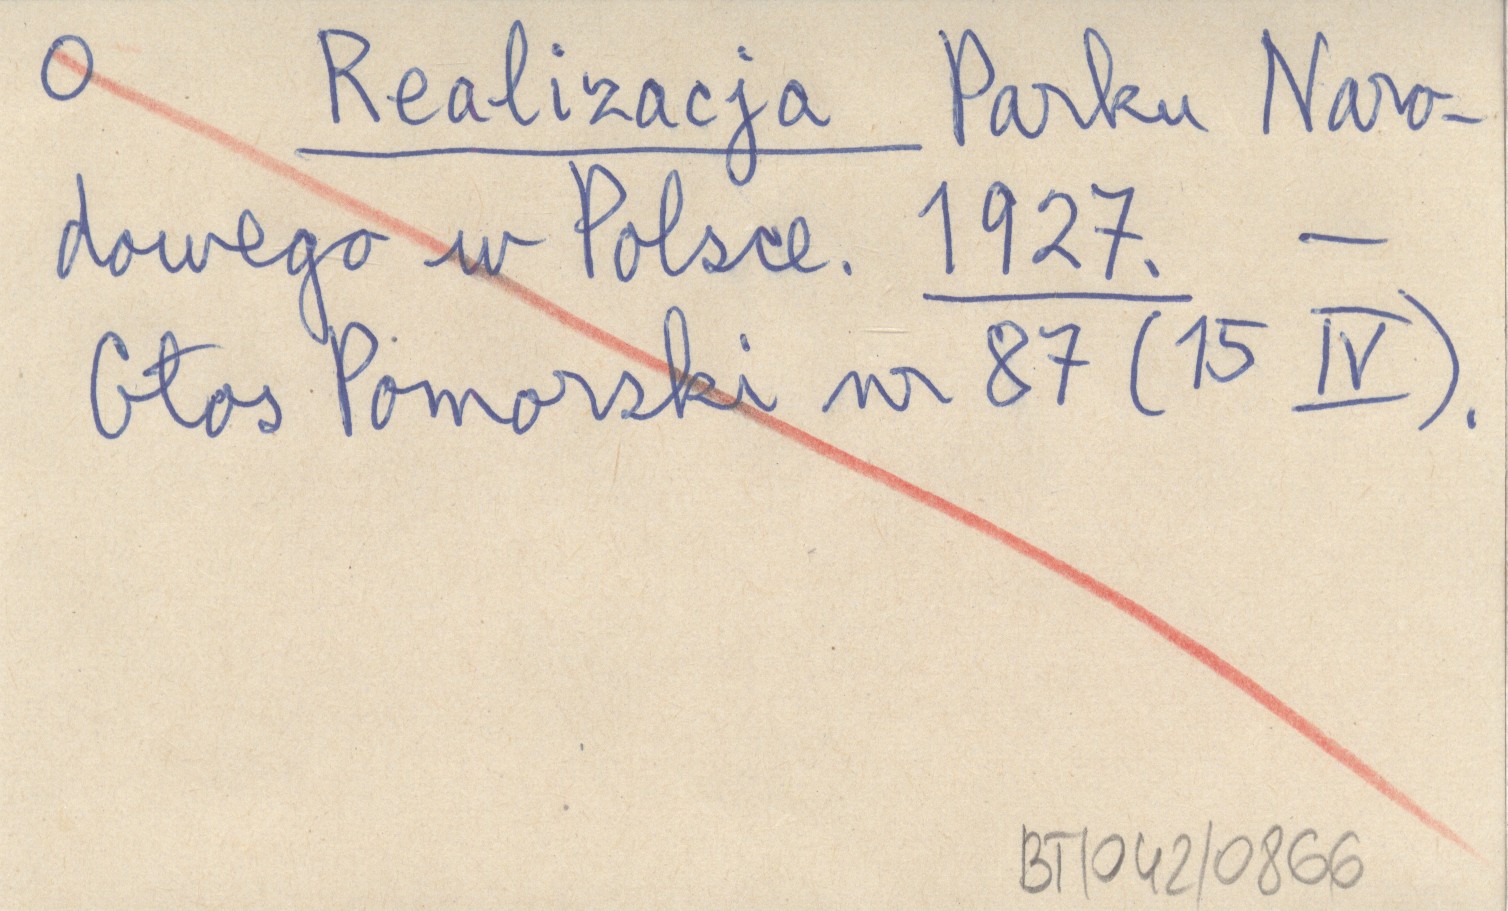 O Realizacja Parku Naro-
dowego w Polsce. 1927. —
Głos Pomorski nr 87 (15 IV).
BT/042/0866